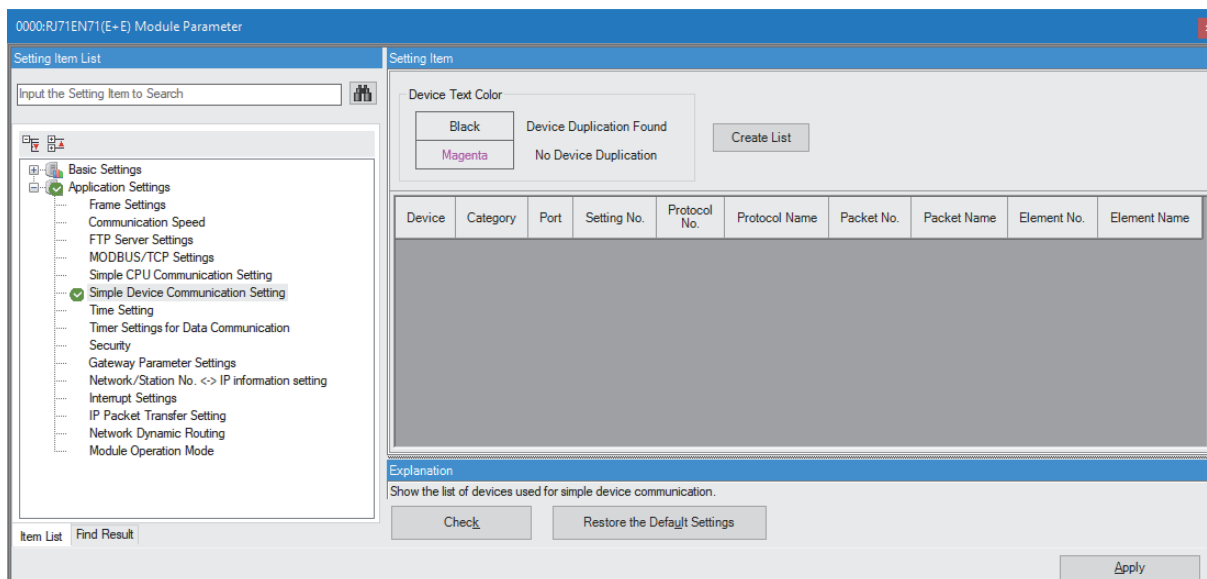 0000:RJ71EN71(E+E) Module Parameter
Setting Item List
Input the Setting Item to Search
Basic Settings
Application Settings
Frame Settings
Communication Speed
FTP Server Settings
MODBUS/TCP Settings
Simple CPU Communication Setting
Simple Device Communication Setting
Time Setting
Timer Settings for Data Communication
Security
Gateway Parameter Settings
Network/Station No. <-> IP information setting
Interrupt Settings
IP Packet Transfer Setting
Network Dynamic Routing
Module Operation Mode
Item List Find Result
Setting Item
Device Text Color
Black Device Duplication Found
Magenta No Device Duplication
Create List
Device Category Port Setting No. Protocol No. Protocol Name Packet No. Packet Name Element No. Element Name
Explanation
Show the list of devices used for simple device communication.
Check Restore the Default Settings
Apply